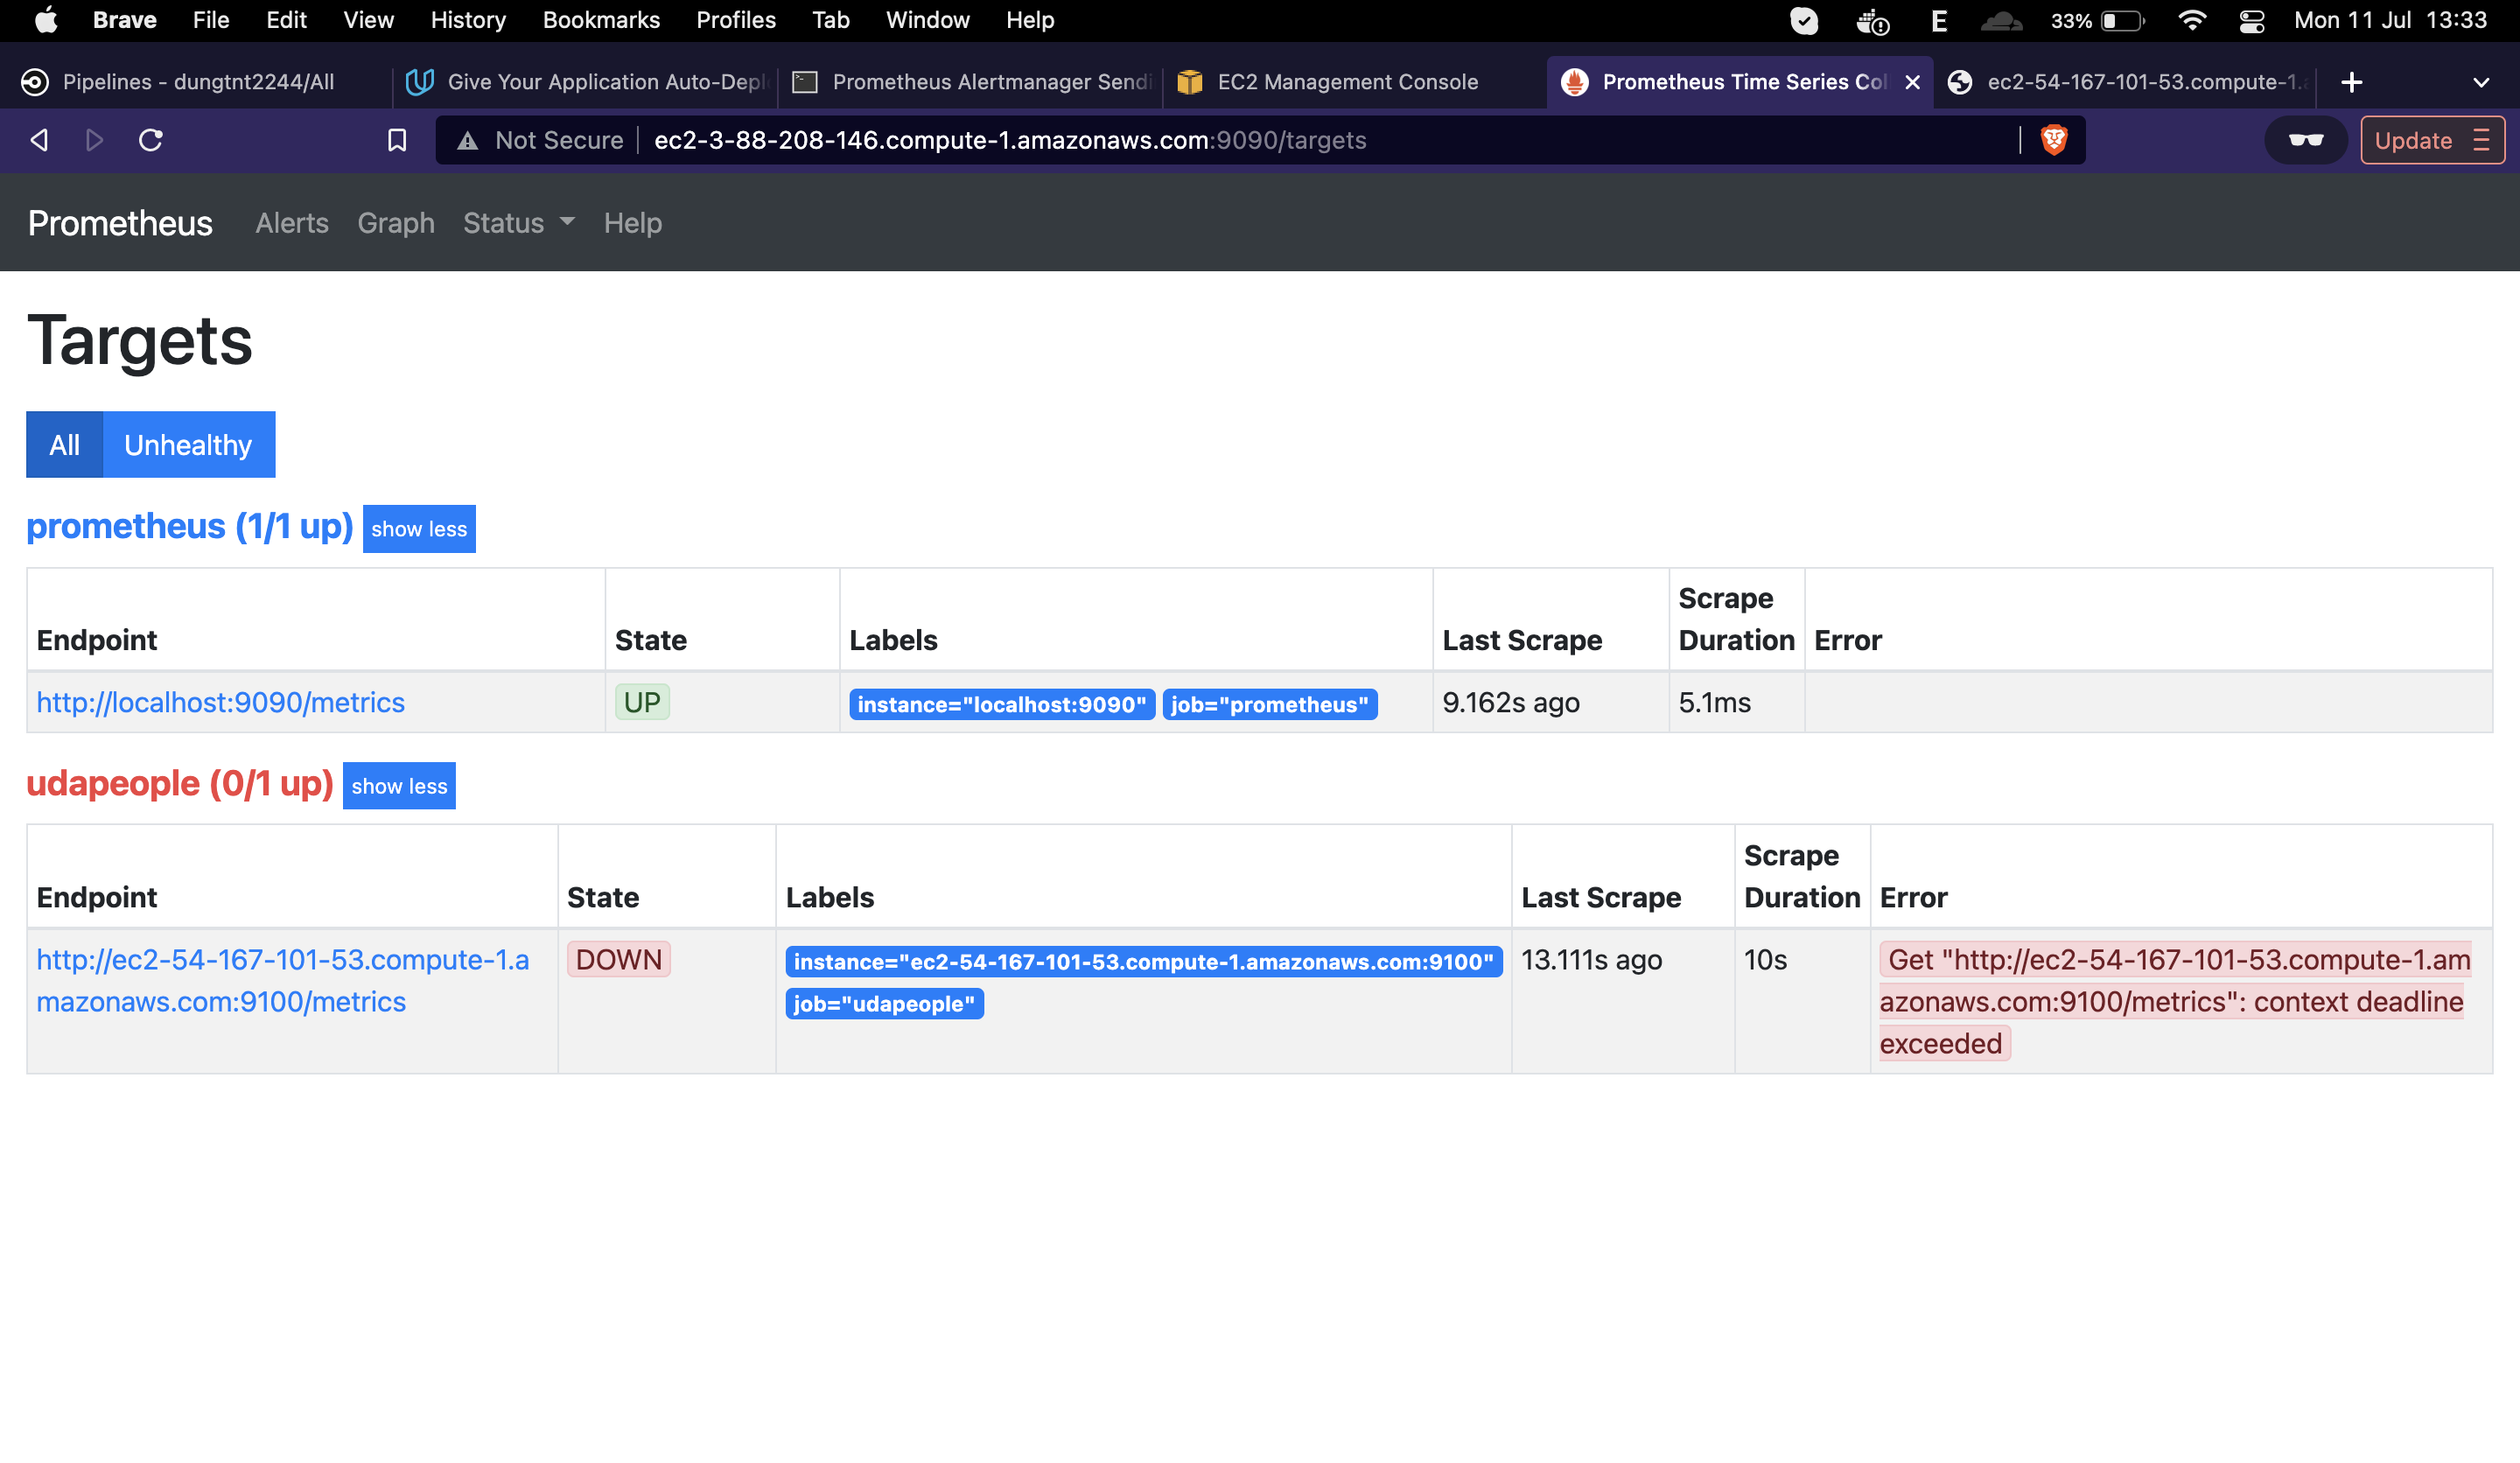 Brave File Edit View History Bookmarks Profiles Tab Window Help E 33% Mon 11 Jul 13:33
Pipelines - dungtnt2244/All Give Your Application Auto-Depl Prometheus Alertmanager Sendi EC2 Management Console Prometheus Time Series Col ec2-54-167-101-53.compute-1.a
Not Secure ec2-3-88-208-146.compute-1.amazonaws.com:9090/targets Update
Prometheus Alerts Graph Status Help
Targets
All Unhealthy
prometheus (1/1 up) show less
Endpoint State Labels Last Scrape Scrape Duration Error
http://localhost:9090/metrics UP instance="localhost:9090" job="prometheus" 9.162s ago 5.1ms
udapeople (0/1 up) show less
Endpoint State Labels Last Scrape Scrape Duration Error
http://ec2-54-167-101-53.compute-1.a DOWN instance="ec2-54-167-101-53.compute-1.amazonaws.com:9100" 13.111s ago 10s Get "http://ec2-54-167-101-53.compute-1.am
mazonaws.com:9100/metrics job="udapeople" azonaws.com:9100/metrics": context deadline
exceeded